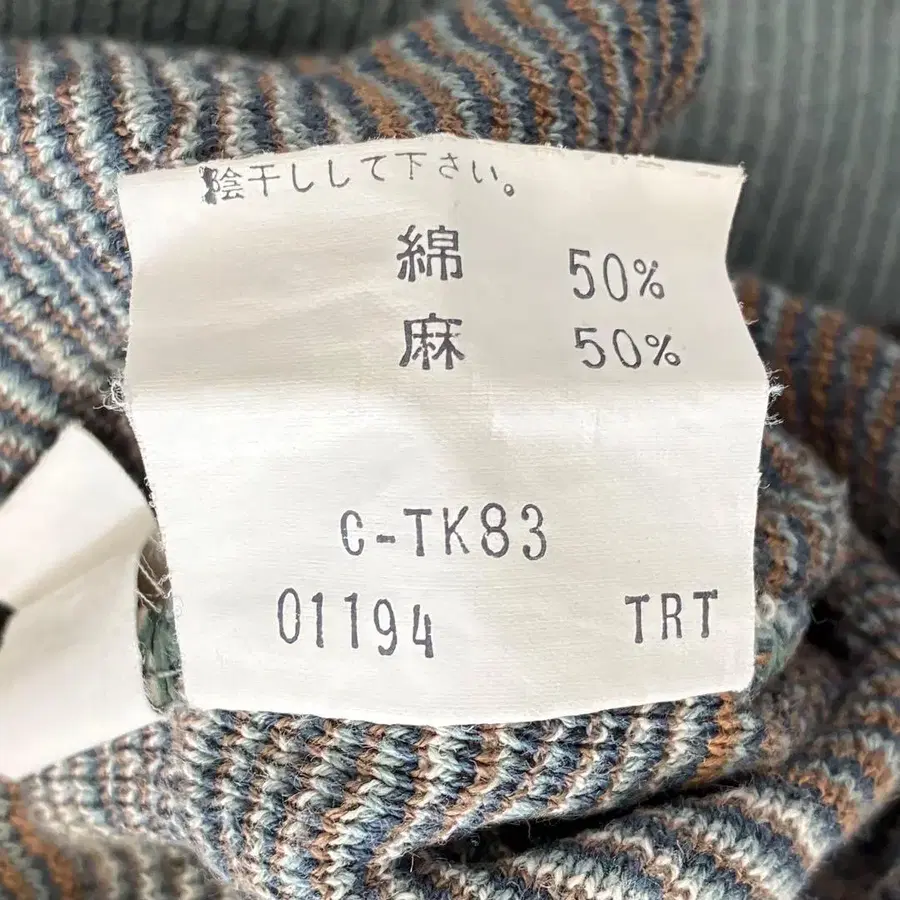 陰干しして下さい。
綿 50%
麻 50%
C-TK83
01194 TRT